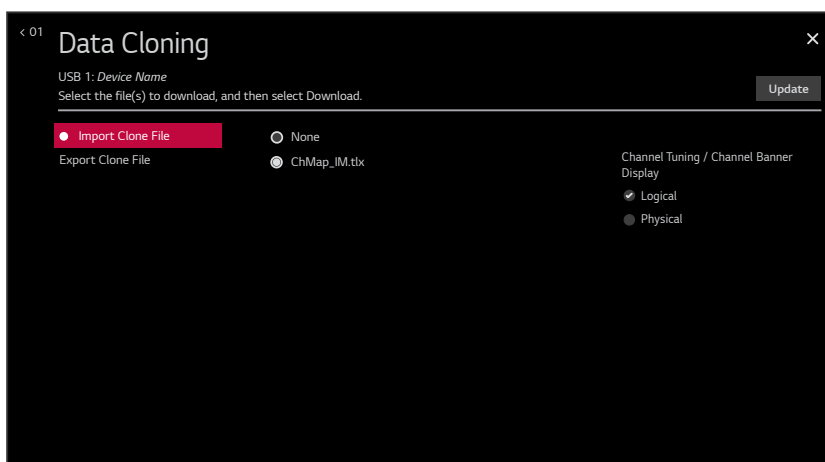 < 01
Data Cloning
USB 1: Device Name
Select the file(s) to download, and then select Download.
Update
Import Clone File
Export Clone File
None
ChMap_IM.tlx
Channel Tuning / Channel Banner
Display
Logical
Physical